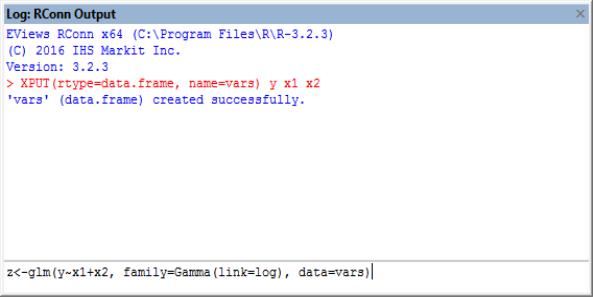 Log: RConn Output
EViews RConn x64 (C:\Program Files\R\R-3.2.3)
(C) 2016 IHS Markit Inc.
Version: 3.2.3
> XPUT(rtype=data.frame, name=vars) y x1 x2
'vars' (data.frame) created successfully.
z<-glm(y~x1+x2, family=Gamma(link=log), data=vars)